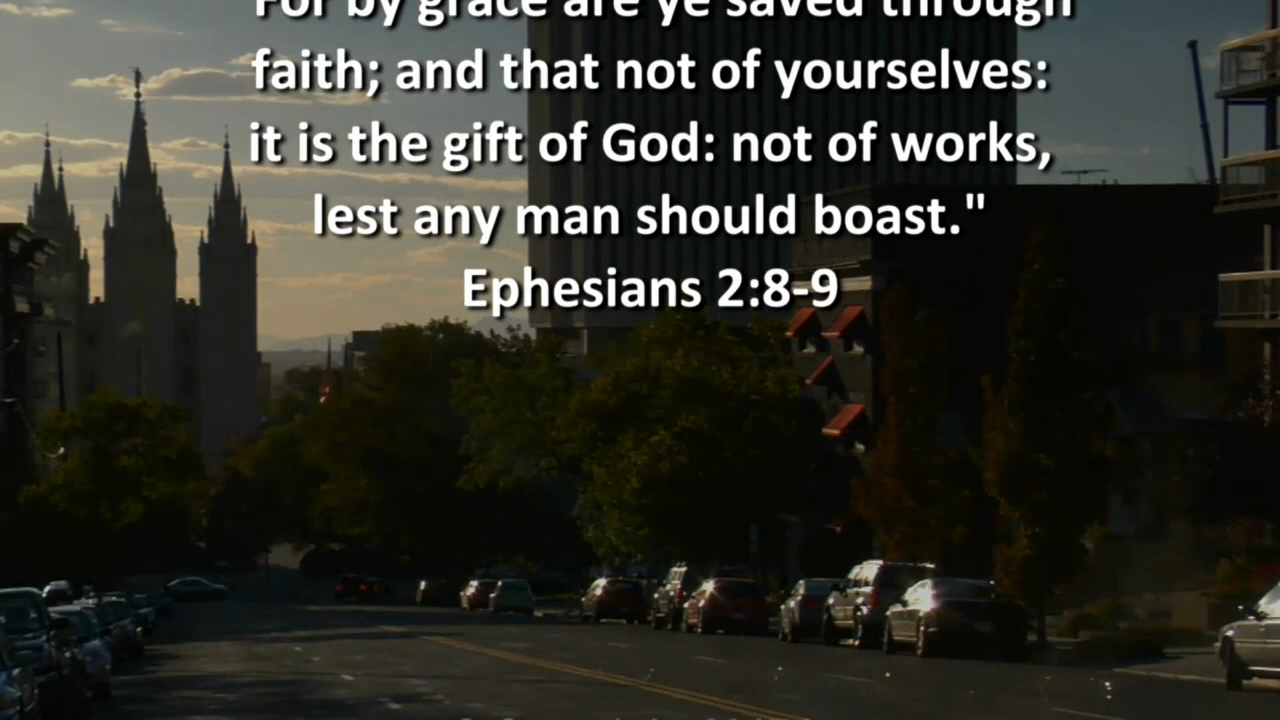 "For by grace are ye saved through
faith; and that not of yourselves:
it is the gift of God: not of works,
lest any man should boast."
Ephesians 2:8-9